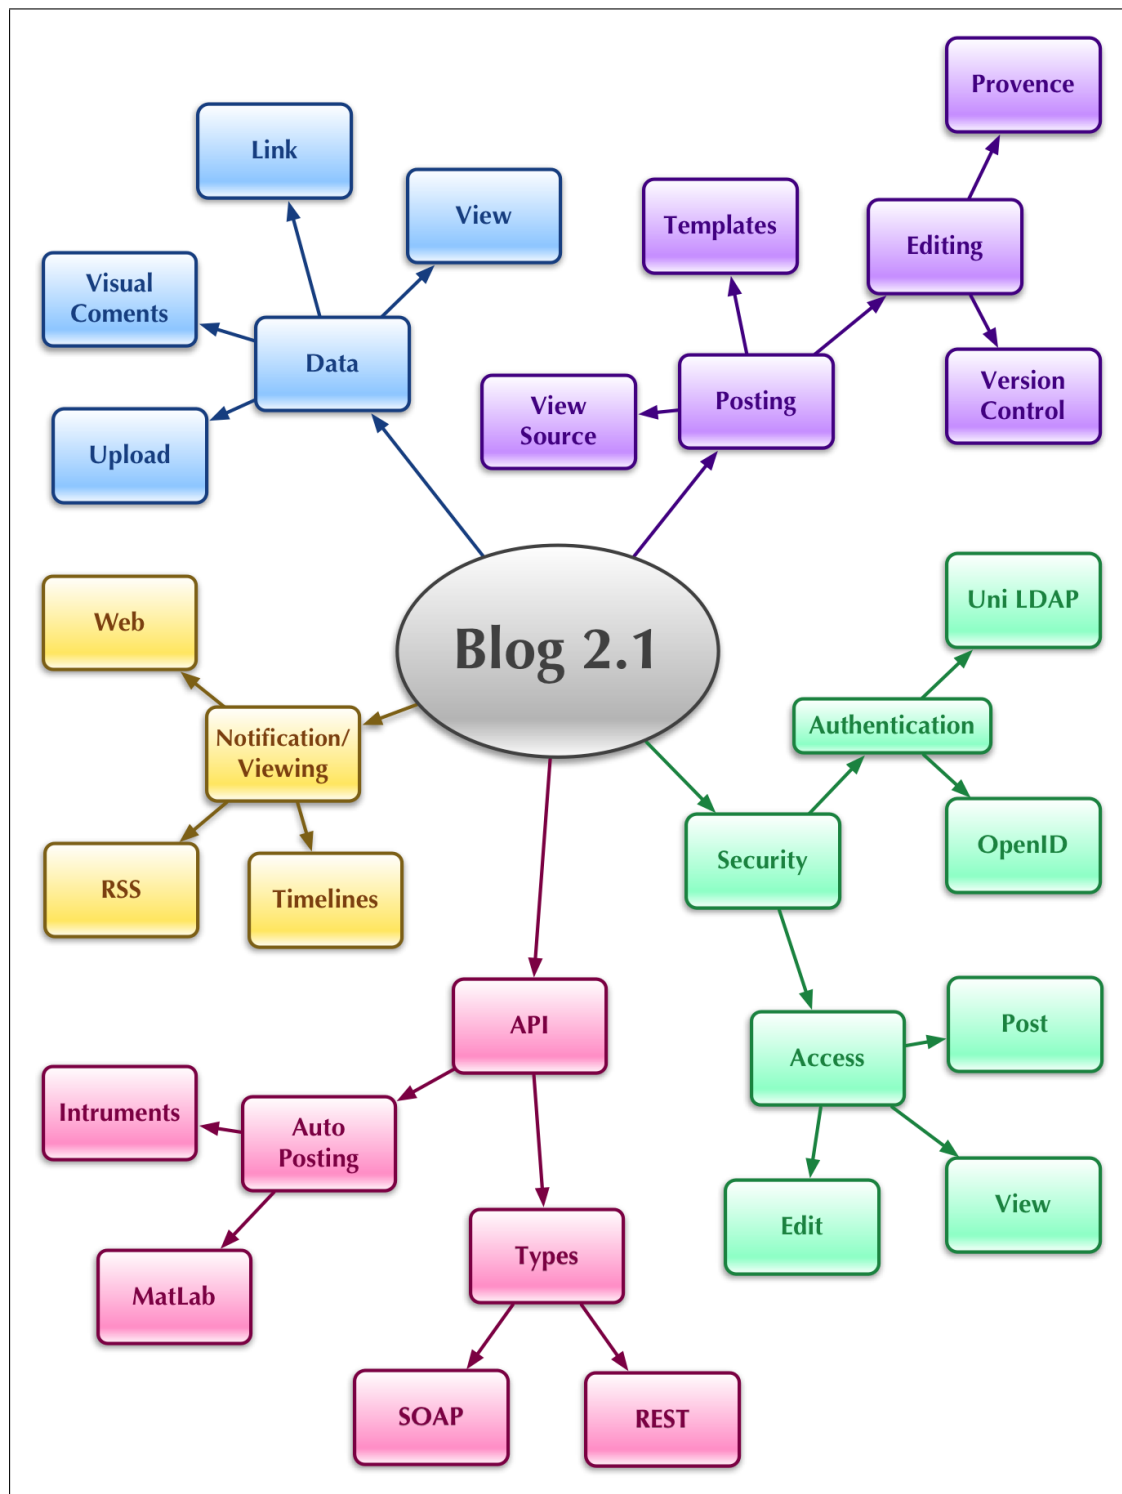 Provence
Link
View
Templates
Editing
Visual
Coments
Data
Version
Control
Posting
View
Source
Upload
Uni LDAP
Web
Blog 2.1
Authentication
Notification/
Viewing
OpenID
Security
RSS
Timelines
API
Post
Access
Intruments
Auto
Posting
View
Edit
Types
MatLab
SOAP
REST